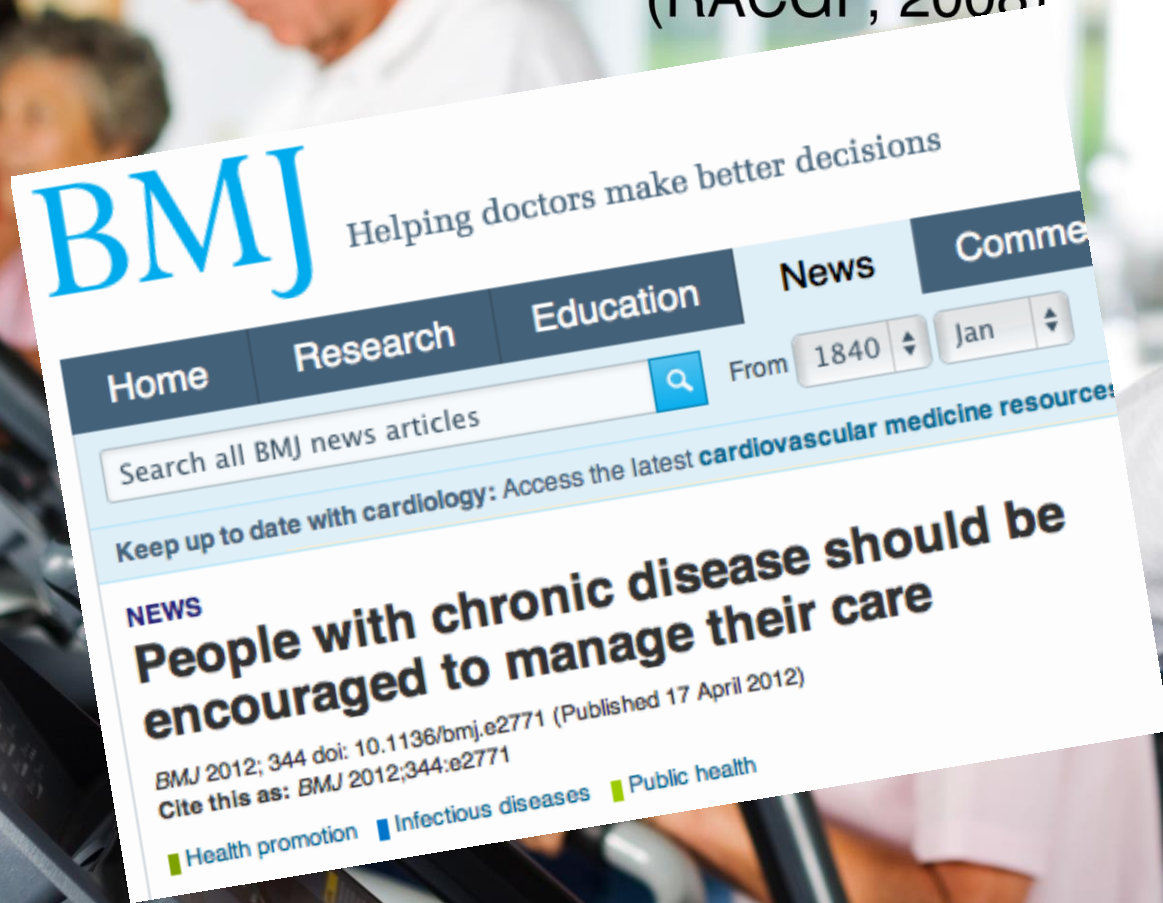 (RACGP, 2008)
BMJ
Helping doctors make better decisions
Home
Research
Education
News
Comme
Search all BMJ news articles
From
1840
Jan
Keep up to date with cardiology: Access the latest cardiovascular medicine resources
NEWS
People with chronic disease should be
encouraged to manage their care
BMJ 2012; 344 doi: 10.1136/bmj.e2771 (Published 17 April 2012)
Cite this as: BMJ 2012;344:e2771
Health promotion
Infectious diseases
Public health